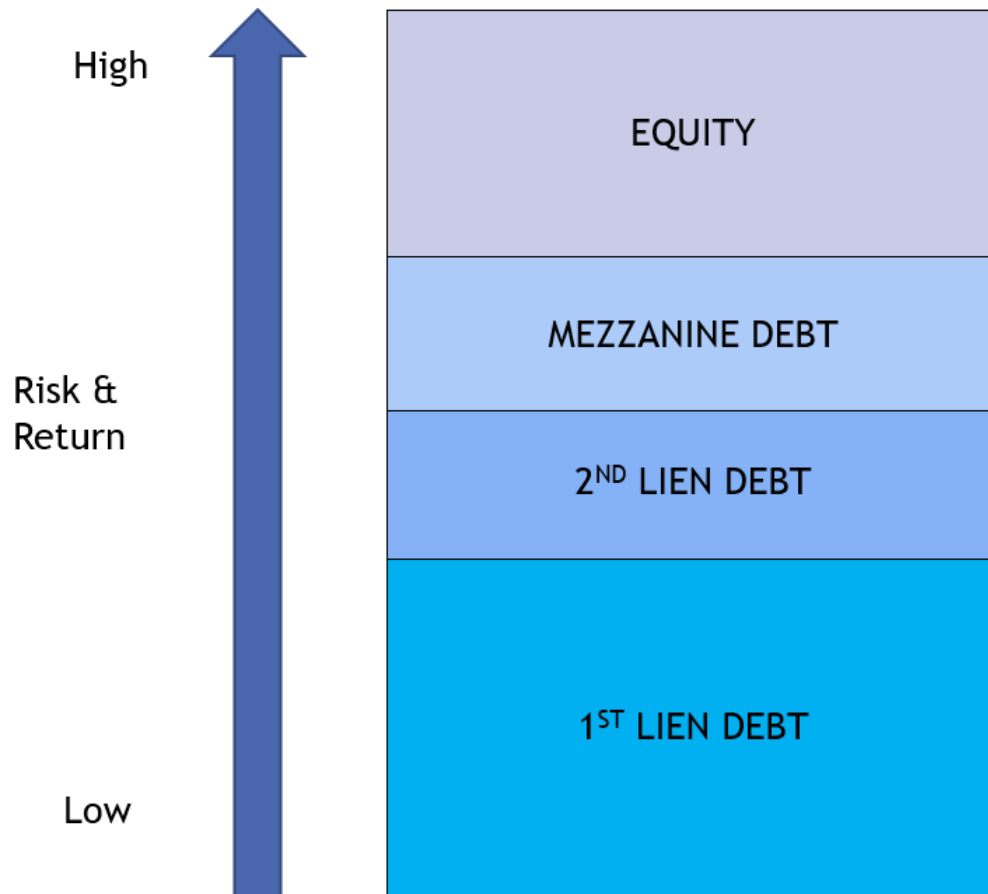 High
EQUITY
MEZZANINE DEBT
Risk &
Return
2ND LIEN DEBT
1ST LIEN DEBT
Low